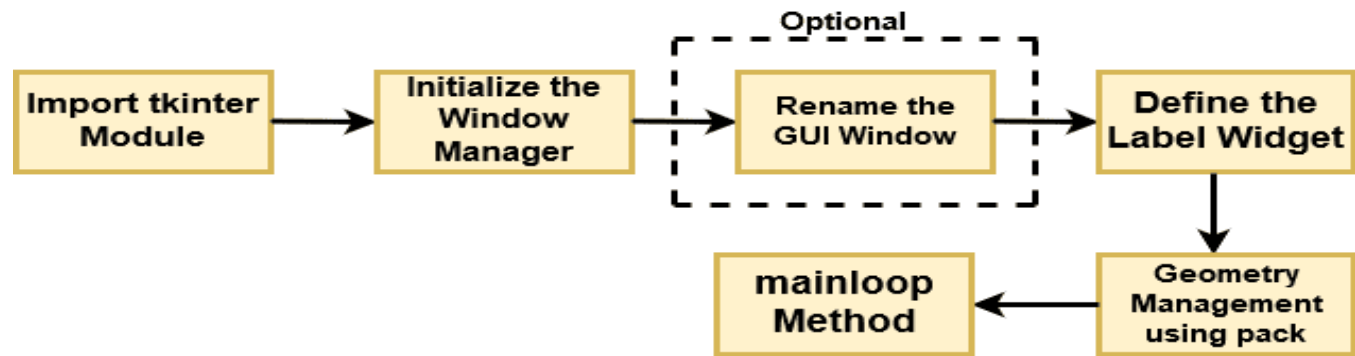 Optional
Import tkinter
Module
Initialize the
Window
Manager
Rename the
GUI Window
Define the
Label Widget
Geometry
Management
using pack
mainloop
Method